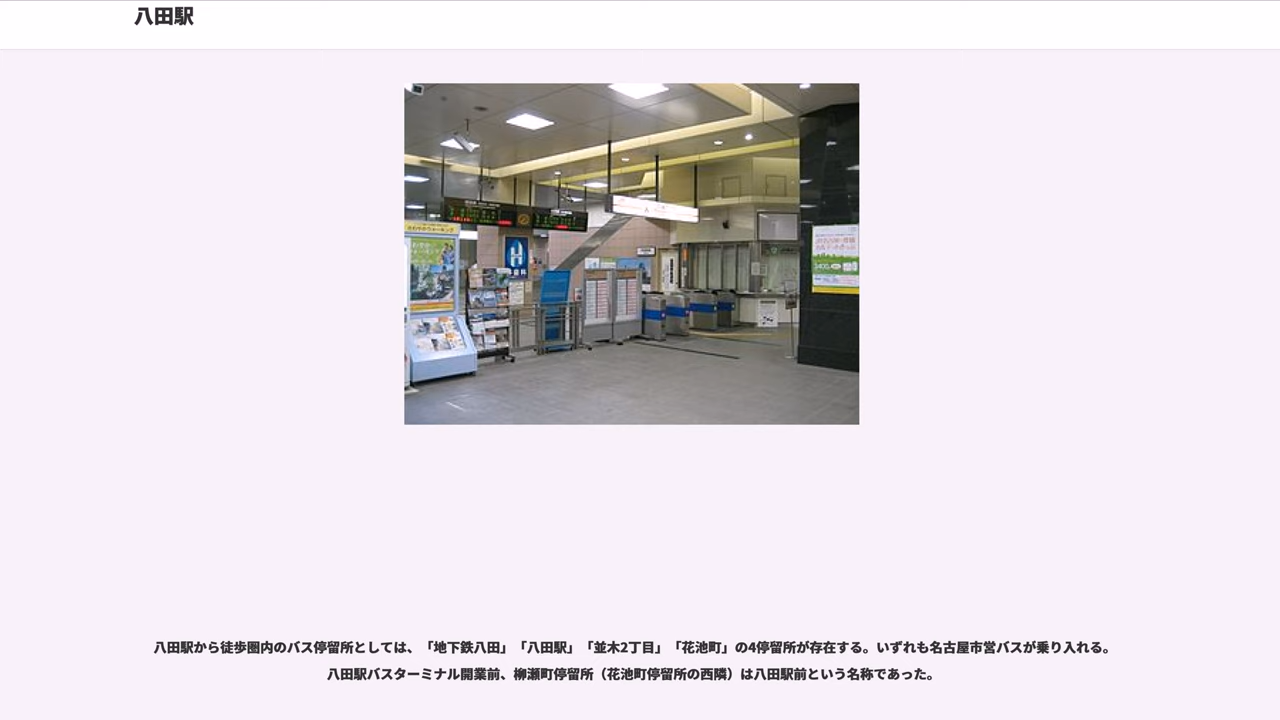 八田駅
八田駅から徒歩圏内のバス停留所としては、「地下鉄八田」「八田駅」「並木2丁目」「花池町」の4停留所が存在する。いずれも名古屋市営バスが乗り入れる。
八田駅バスターミナル開業前、柳瀬町停留所（花池町停留所の西隣）は八田駅前という名称であった。